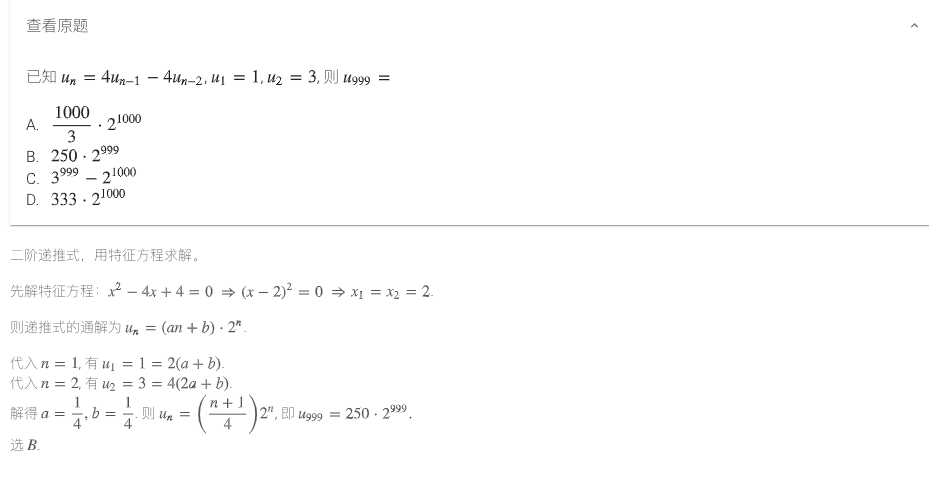 查看原题
已知 $u_n = 4u_{n-1} - 4u_{n-2}, u_1 = 1, u_2 = 3$, 则 $u_{999} =$
A. $\frac{1000}{3} \cdot 2^{1000}$
B. $250 \cdot 2^{999}$
C. $3^{999} - 2^{1000}$
D. $333 \cdot 2^{1000}$
二阶递推式，用特征方程求解。
先解特征方程：$x^2 - 4x + 4 = 0 \Rightarrow (x - 2)^2 = 0 \Rightarrow x_1 = x_2 = 2$.
则递推式的通解为 $u_n = (an + b) \cdot 2^n$.
代入 $n = 1$, 有 $u_1 = 1 = 2(a + b)$.
代入 $n = 2$, 有 $u_2 = 3 = 4(2a + b)$.
解得 $a = \frac{1}{4}, b = \frac{1}{4}$. 则 $u_n = \left(\frac{n+1}{4}\right)2^n$, 即 $u_{999} = 250 \cdot 2^{999}$.
选 $B$.